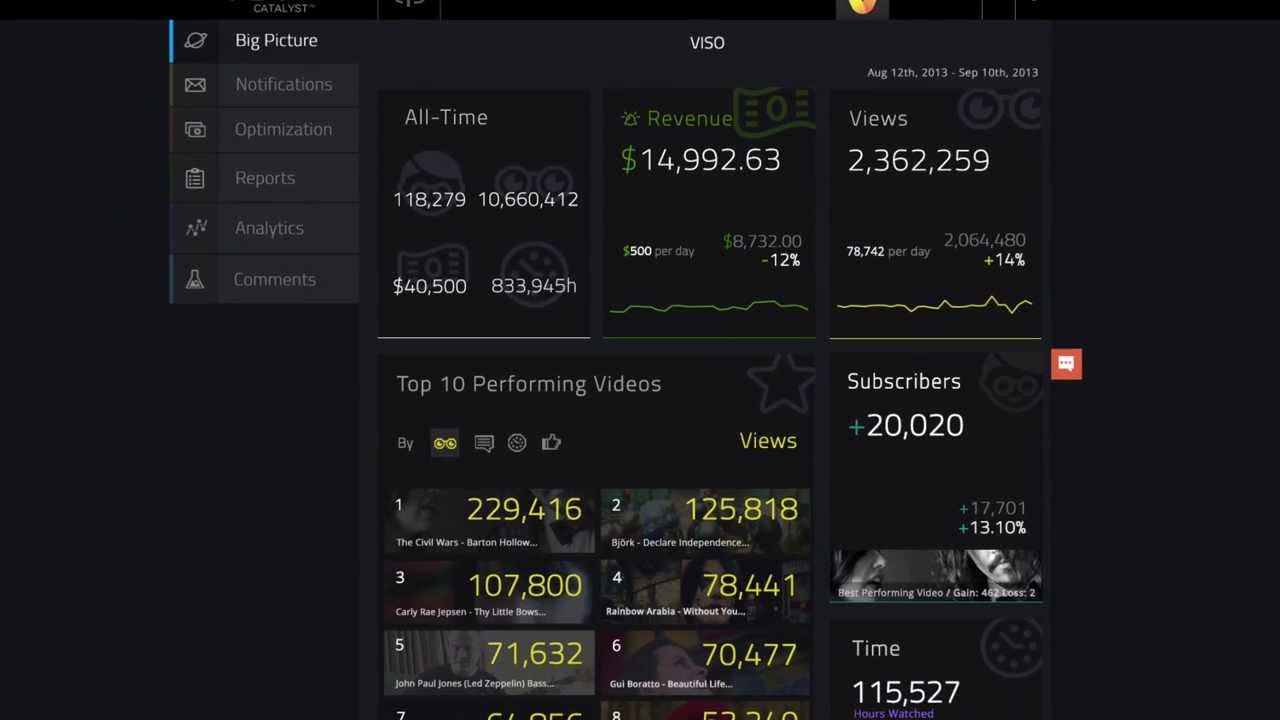 CATALYST™
Big Picture
Notifications
Optimization
Reports
Analytics
Comments
VISO
Aug 12th, 2013 - Sep 10th, 2013
All-Time
118,279 10,660,412
$40,500 833,945h
Revenue
$14,992.63
$500 per day
$8,732.00
-12%
Views
2,362,259
78,742 per day
2,064,480
+14%
Top 10 Performing Videos
By
Views
1 229,416
The Civil Wars - Barton Hollow...
2 125,818
Björk - Declare Independence...
3 107,800
Carly Rae Jepsen - Thy Little Bows...
4 78,441
Rainbow Arabia - Without You...
5 71,632
John Paul Jones (Led Zeppelin) Bass...
6 70,477
Gui Boratto - Beautiful Life...
7
8
Subscribers
+20,020
+17,701
+13.10%
Best Performing Video / Gain: 462 Loss: 2
Time
115,527
Hours Watched